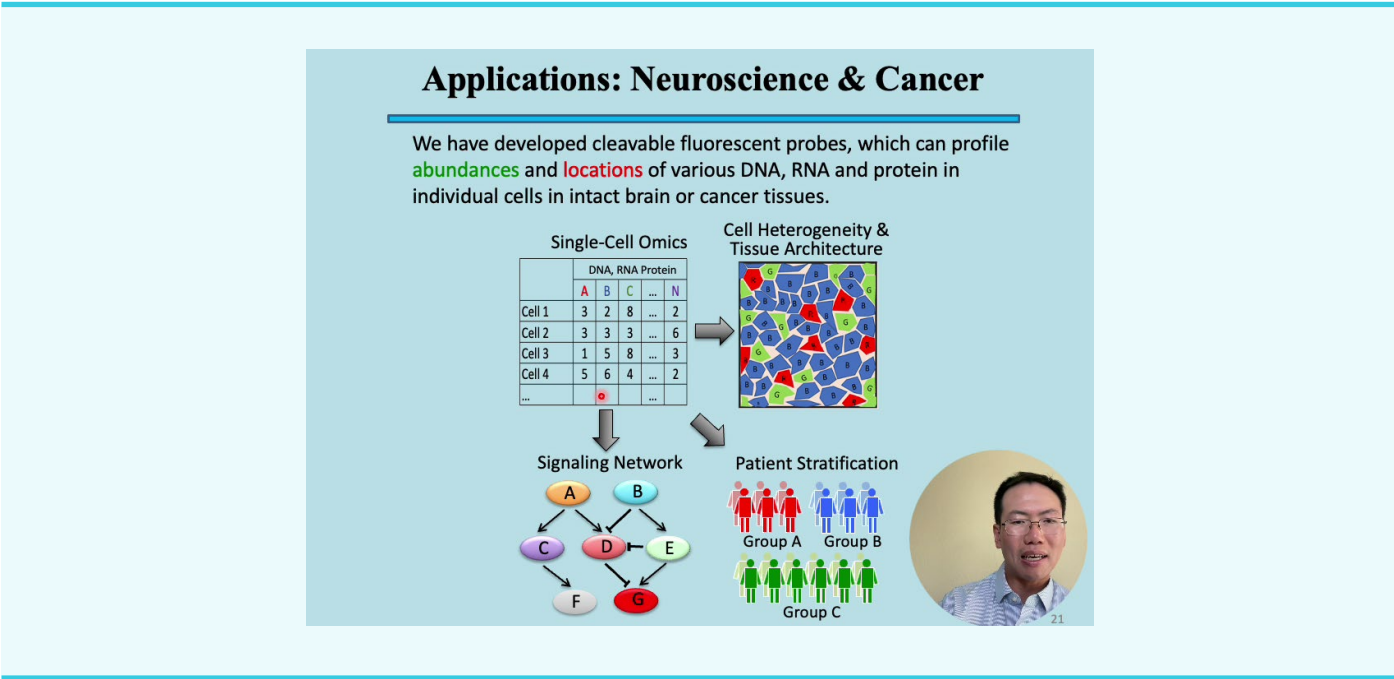 Applications: Neuroscience & Cancer
We have developed cleavable fluorescent probes, which can profile
abundances and locations of various DNA, RNA and protein in
individual cells in intact brain or cancer tissues.
Single-Cell Omics
DNA, RNA Protein
A B C ... N
Cell 1 3 2 8 ... 2
Cell 2 3 3 3 ... 6
Cell 3 1 5 8 ... 3
Cell 4 5 6 4 ... 2
... ...
Cell Heterogeneity &
Tissue Architecture
Signaling Network
A B
C D E
F G
Patient Stratification
Group A Group B
Group C
21